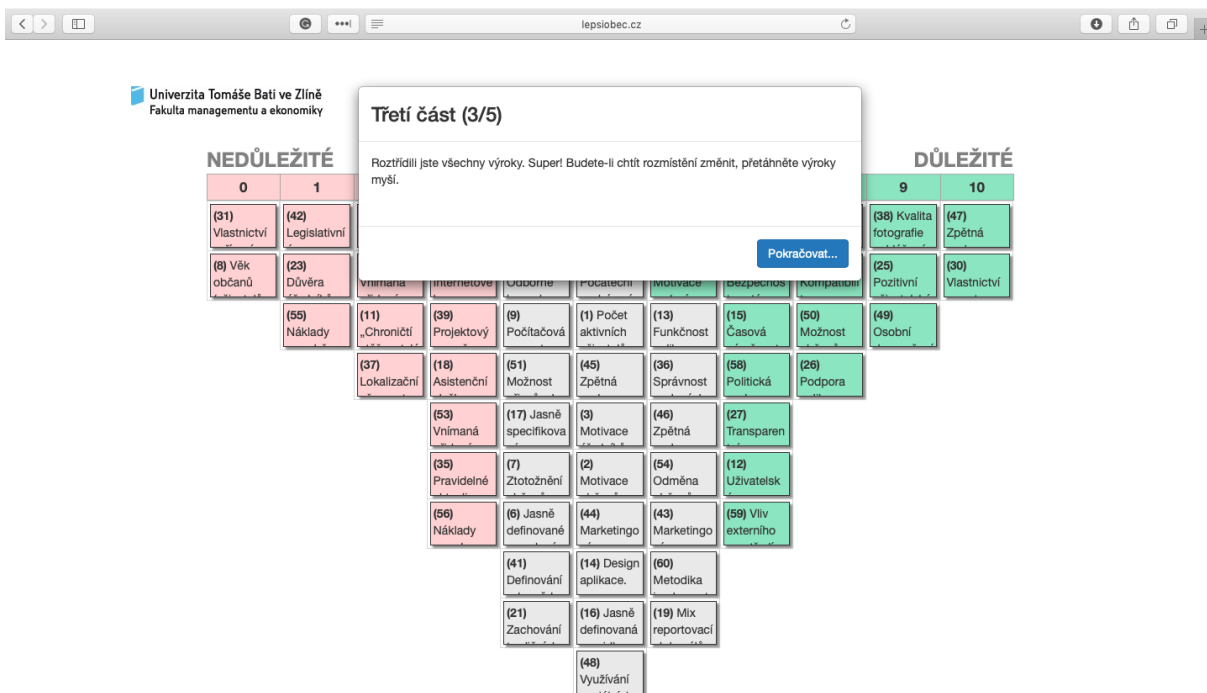 lepsiobec.cz
Univerzita Tomáše Bati ve Zlíně
Fakulta managementu a ekonomiky
Třetí část (3/5)
Roztřídili jste všechny výroky. Super! Budete-li chtít rozmístění změnit, přetáhněte výroky
myší.
Pokračovat...
NEDŮLEŽITÉ
DŮLEŽITÉ
0 1 9 10
(31) (42) (38) Kvalita (47)
Vlastnictví Legislativní fotografie Zpětná
(8) Věk (23) (25) (30)
občanů Důvěra Vnímaná Internetové Odborné Počáteční Motivace Bezpečnos Kompatibili Pozitivní Vlastnictví
(55) (11) (39) (9) (1) Počet (13) (15) (50) (49)
Náklady „Chroničtí Projektový Počítačová aktivních Funkčnost Časová Možnost Osobní
(37) (18) (51) (45) (36) (58) (26)
Lokalizační Asistenční Možnost Zpětná Správnost Politická Podpora
(53) (17) Jasně (3) (46) (27)
Vnímaná specifikova Motivace Zpětná Transparen
(35) (7) (2) (54) (12)
Pravidelné Ztotožnění Motivace Odměna Uživatelsk
(56) (6) Jasně (44) (43) (59) Vliv
Náklady definované Marketingo Marketingo externího
(41) (14) Design (60)
Definování aplikace. Metodika
(21) (16) Jasně (19) Mix
Zachování definovaná reportovací
(48)
Využívání